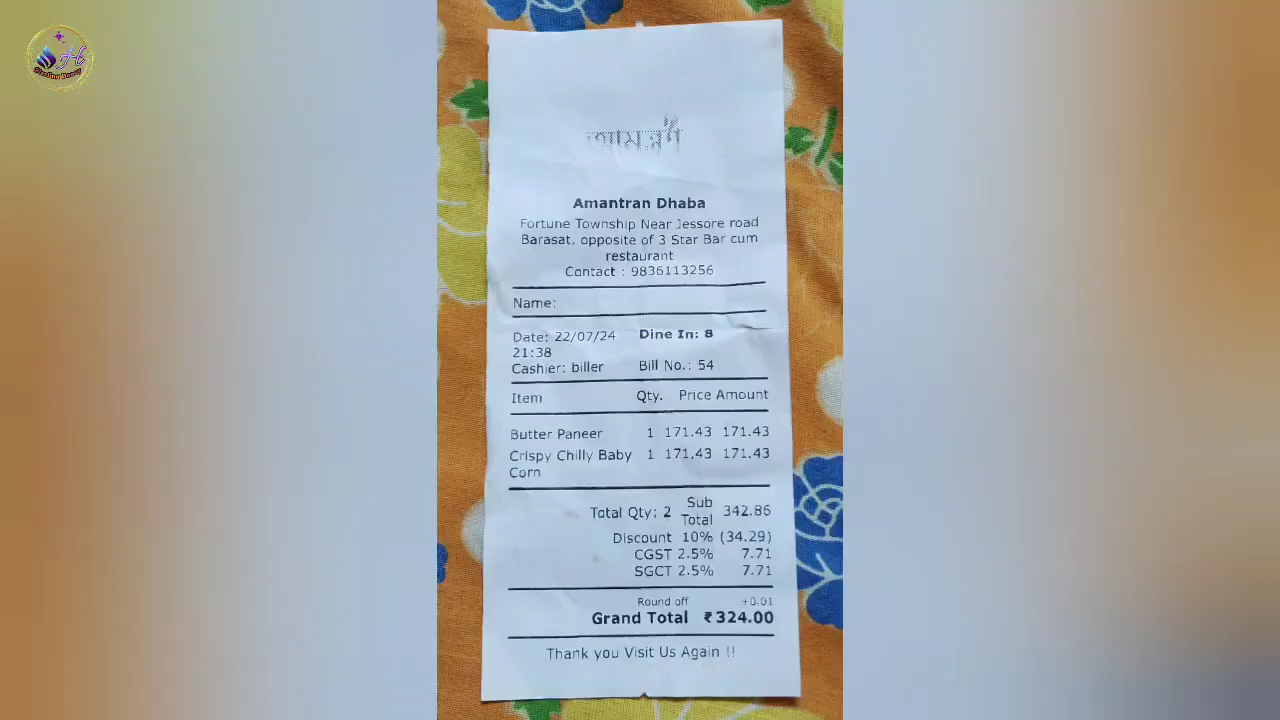 আমন্ত্রণ
Amantran Dhaba
Fortune Township Near Jessore road
Barasat, opposite of 3 Star Bar cum
restaurant
Contact : 9836113256
Name:
Date: 22/07/24 Dine In: 8
21:38
Cashier: biller Bill No.: 54
Item Qty. Price Amount
Butter Paneer 1 171.43 171.43
Crispy Chilly Baby 1 171.43 171.43
Corn
Total Qty: 2 Sub Total 342.86
Discount 10% (34.29)
CGST 2.5% 7.71
SGCT 2.5% 7.71
Round off +0.01
Grand Total ₹324.00
Thank you Visit Us Again !!